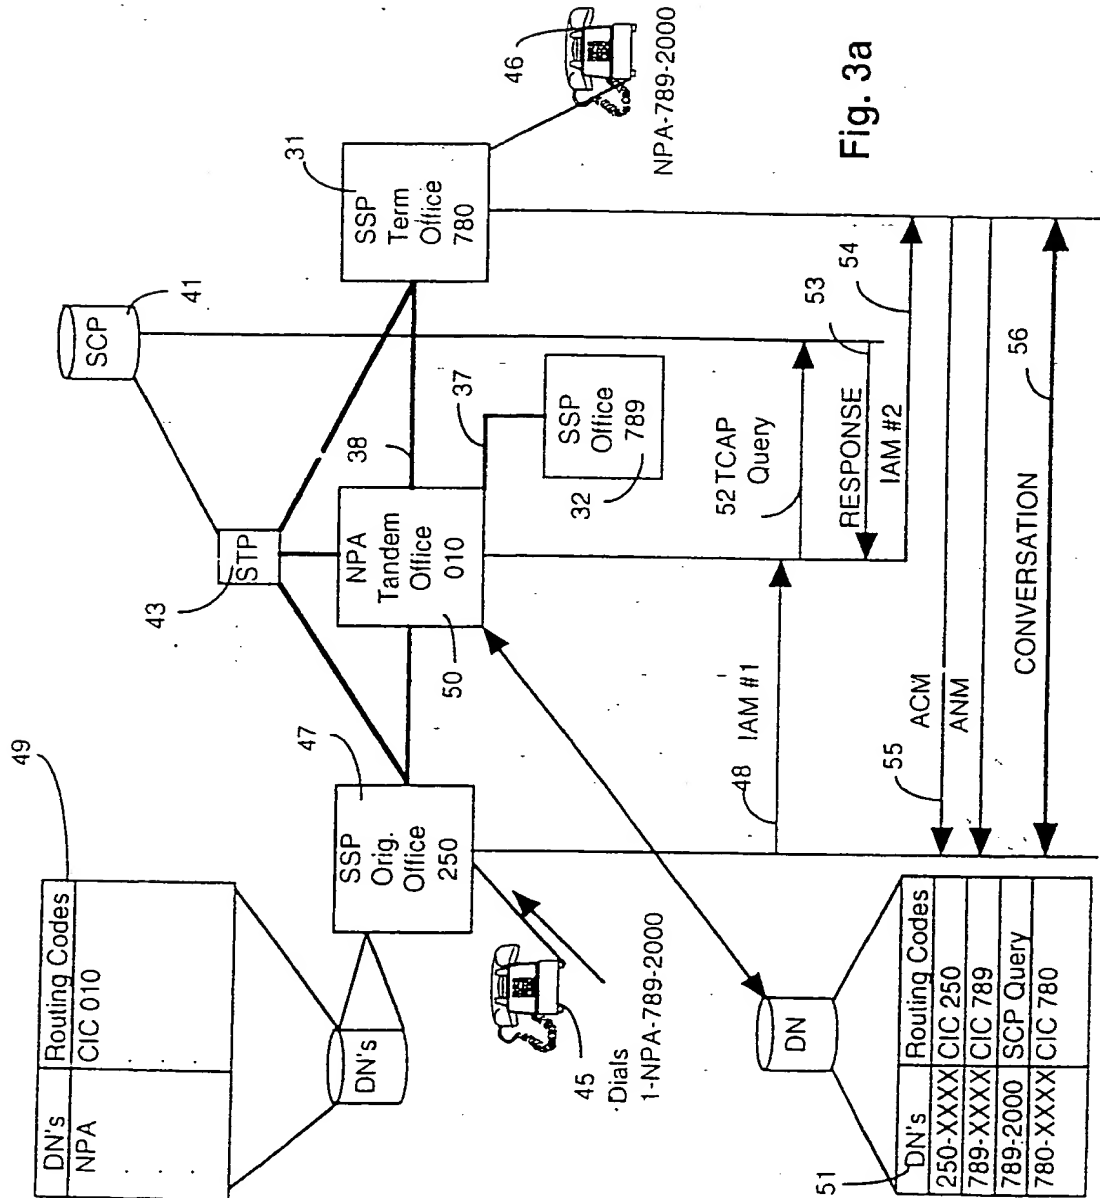 49
DN's Routing Codes
NPA CIC 010
DN's
47
SSP
Orig.
Office
250
43
STP
SCP
41
NPA
Tandem
Office
010
50
38
37
SSP
Office
789
32
31
SSP
Term
Office
780
46
NPA-789-2000
45
Dials
1-NPA-789-2000
DN
51
DN's Routing Codes
250-XXXX CIC 250
789-XXXX CIC 789
789-2000 SCP Query
780-XXXX CIC 780
48 IAM #1
52 TCAP
Query
RESPONSE
53
IAM #2
54
55
ACM
ANM
CONVERSATION
56
Fig. 3a